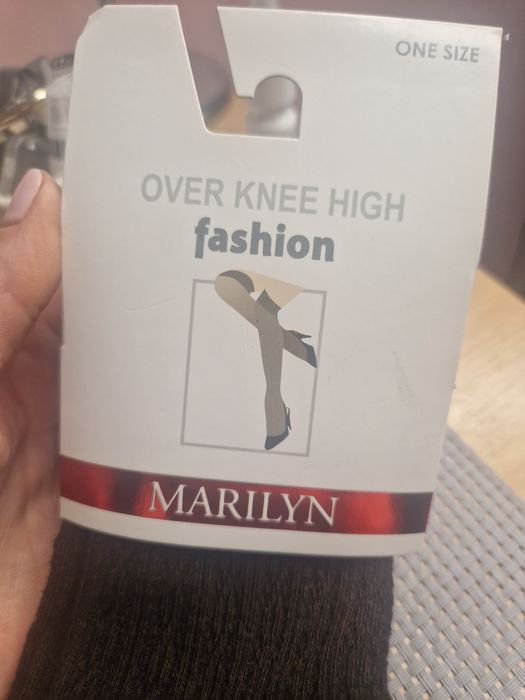 ONE SIZE
OVER KNEE HIGH
fashion
MARILYN